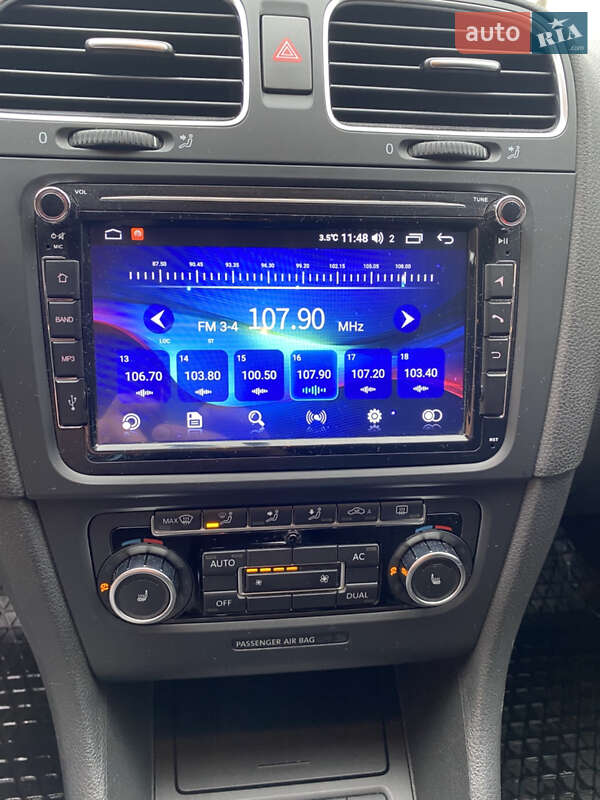 auto RIA .com
0
0
VOL
TUNE
MIC
3.5°C 11:48 2
BAND
MP3
87.50 90.45 93.35 96.30 99.20 102.15 105.05 108.00
FM 3-4 107.90 MHz
LOC ST
13 14 15 16 17 18
106.70 103.80 100.50 107.90 107.20 103.40
RST
MAX A
AUTO AC
OFF DUAL
PASSENGER AIR BAG